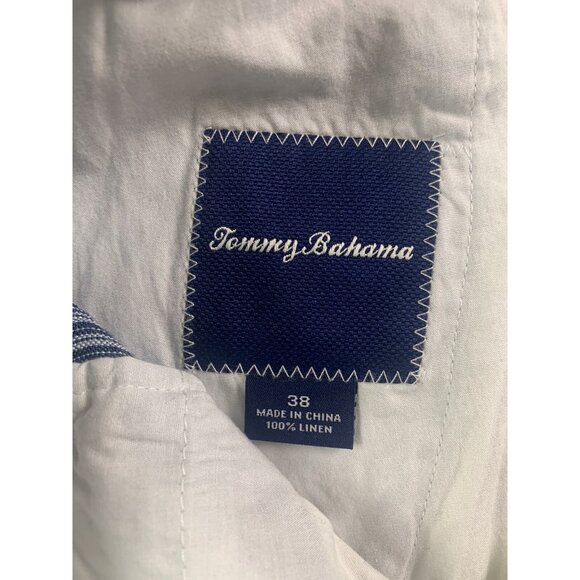 Tommy Bahama
38
MADE IN CHINA
100% LINEN